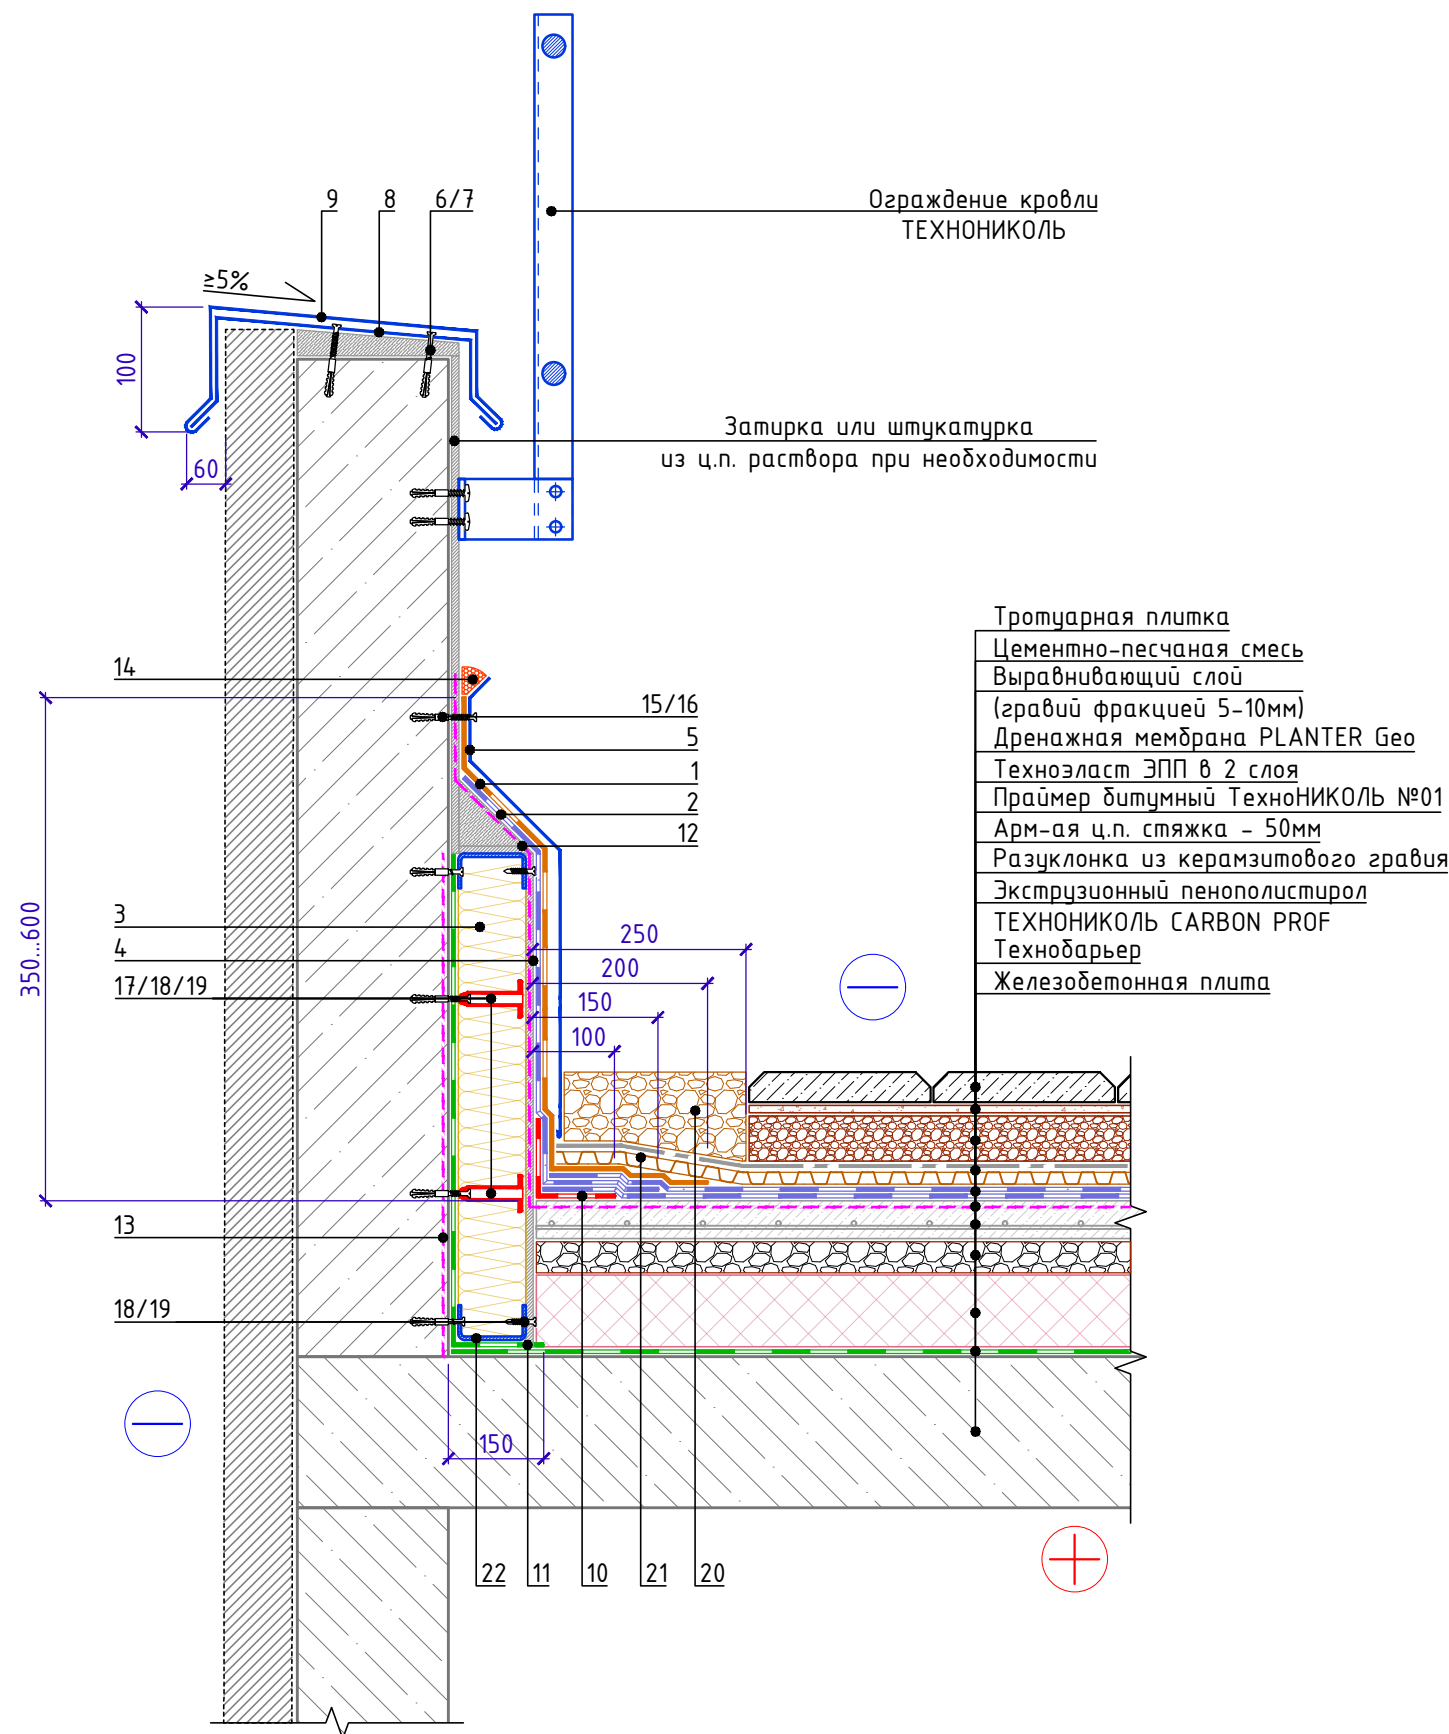 9
8
6/7
Ограждение кровли
ТЕХНОНИКОЛЬ
≥5%
100
Затирка или штукатурка
из ц.п. раствора при необходимости
60
Тротуарная плитка
Цементно-песчаная смесь
Выравнивающий слой
(гравий фракцией 5-10мм)
Дренажная мембрана PLANTER Geo
Техноэласт ЭПП в 2 слоя
Праймер битумный ТехноНИКОЛЬ №01
Арм-ая ц.п. стяжка - 50мм
Разуклонка из керамзитового гравия
Экструзионный пенополистирол
ТЕХНОНИКОЛЬ CARBON PROF
Технобарьер
Железобетонная плита
14
15/16
5
1
2
12
350...600
3
4
17/18/19
250
200
150
100
13
18/19
150
22
11
10
21
20